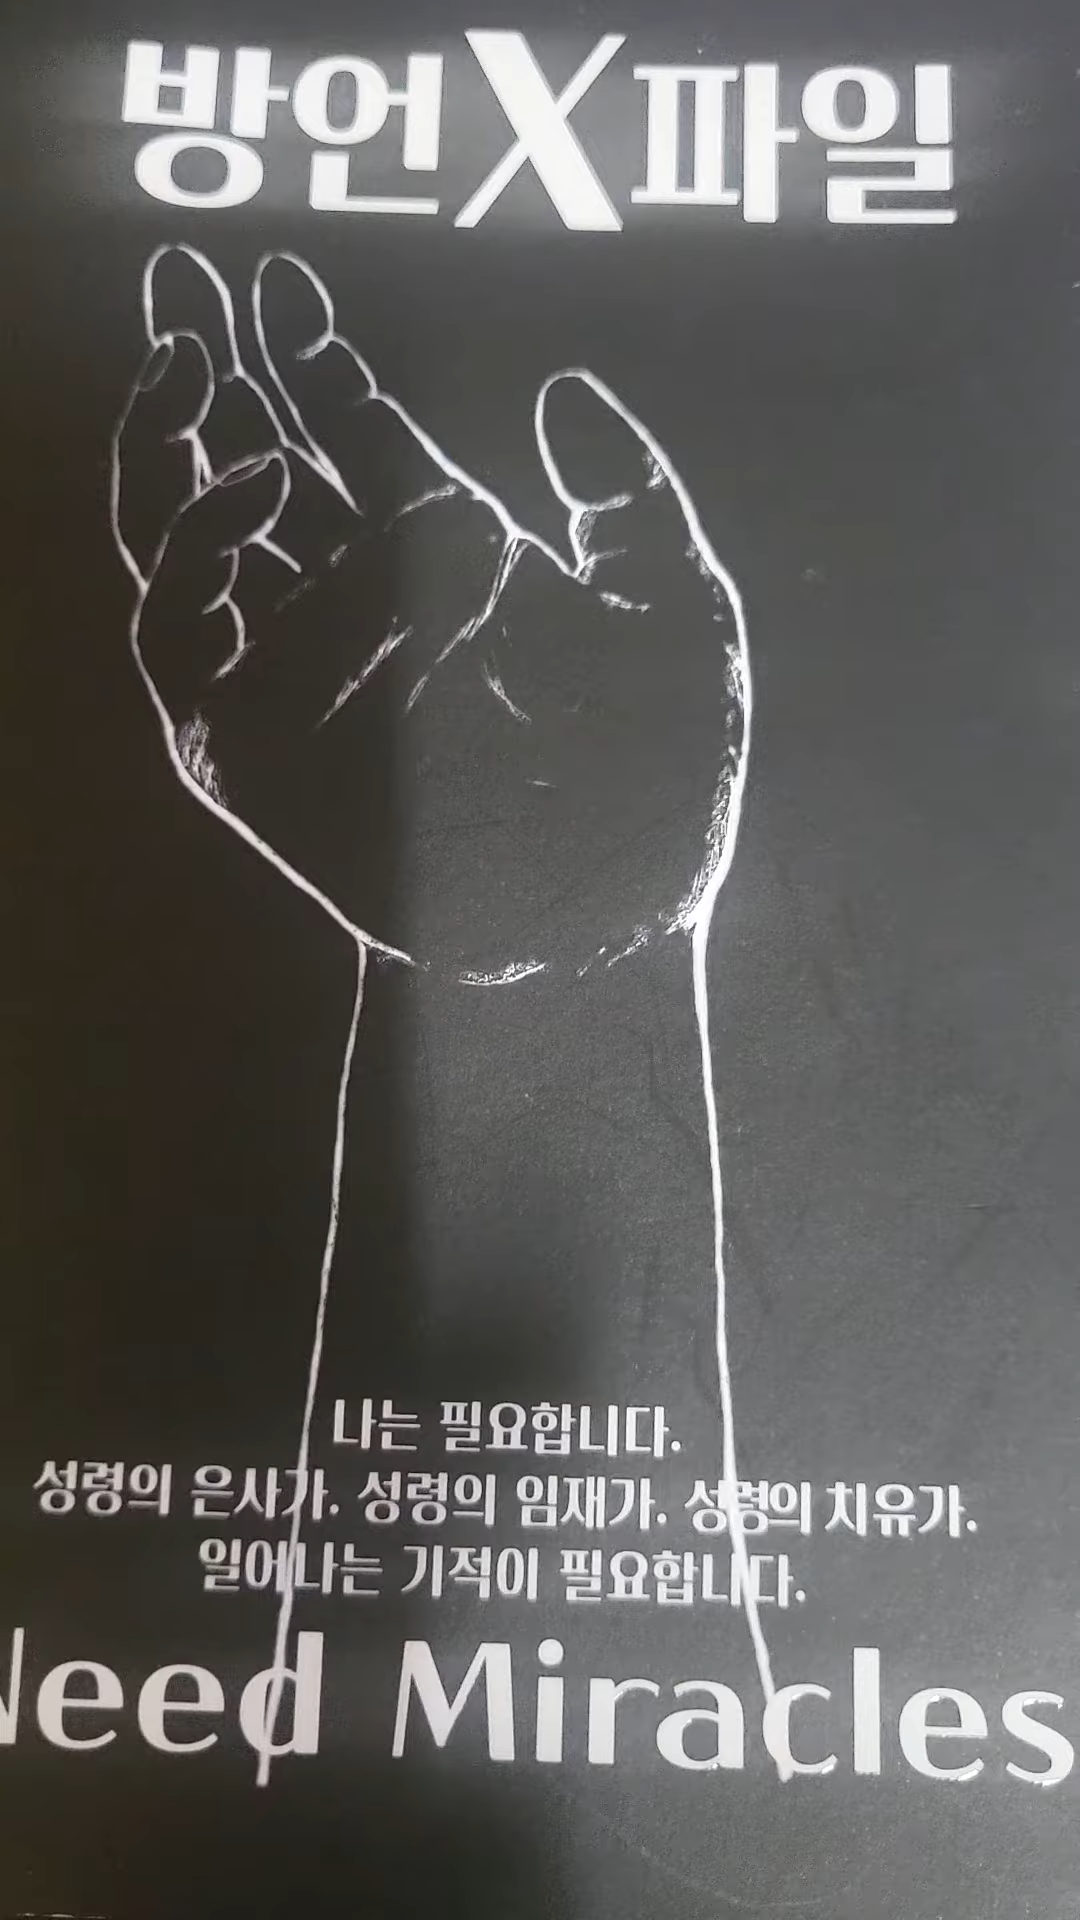 방언X파일
나는 필요합니다.
성령의 은사가. 성령의 임재가. 성령의 치유가.
일어나는 기적이 필요합니다.
Need Miracles